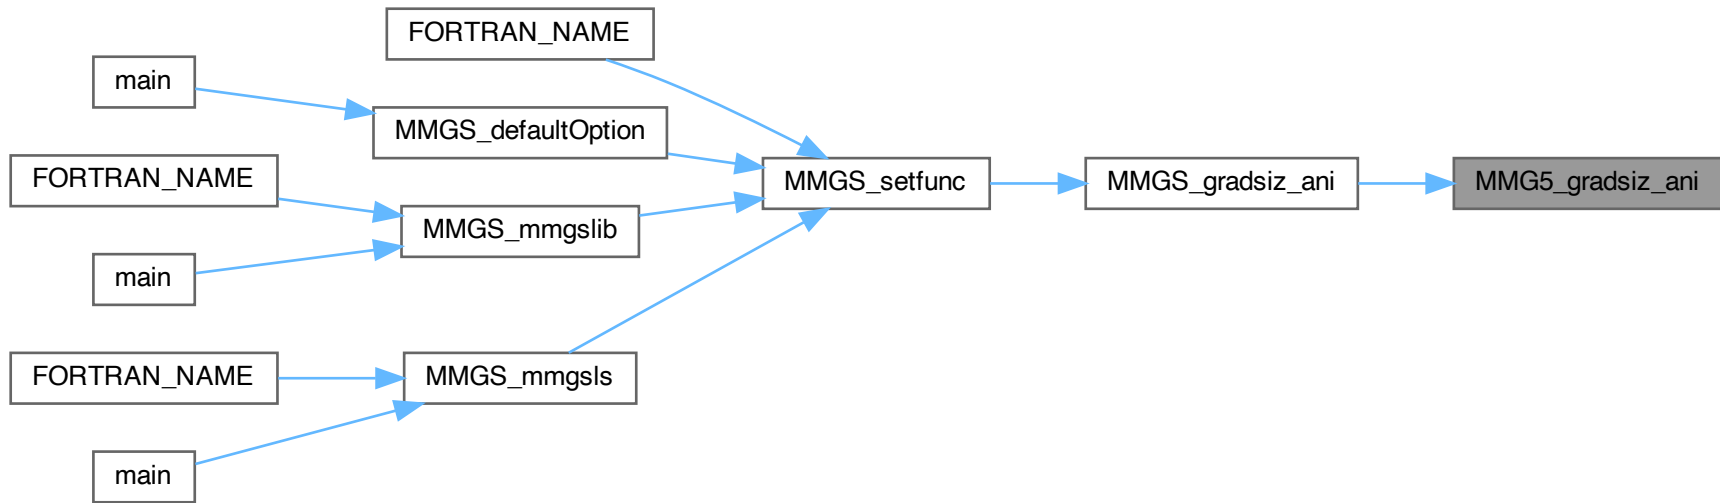 FORTRAN_NAME
main
MMGS_defaultOption
FORTRAN_NAME
MMGS_setfunc
MMGS_gradsiz_ani
MMG5_gradsiz_ani
MMGS_mmgslib
main
FORTRAN_NAME
MMGS_mmgsls
main